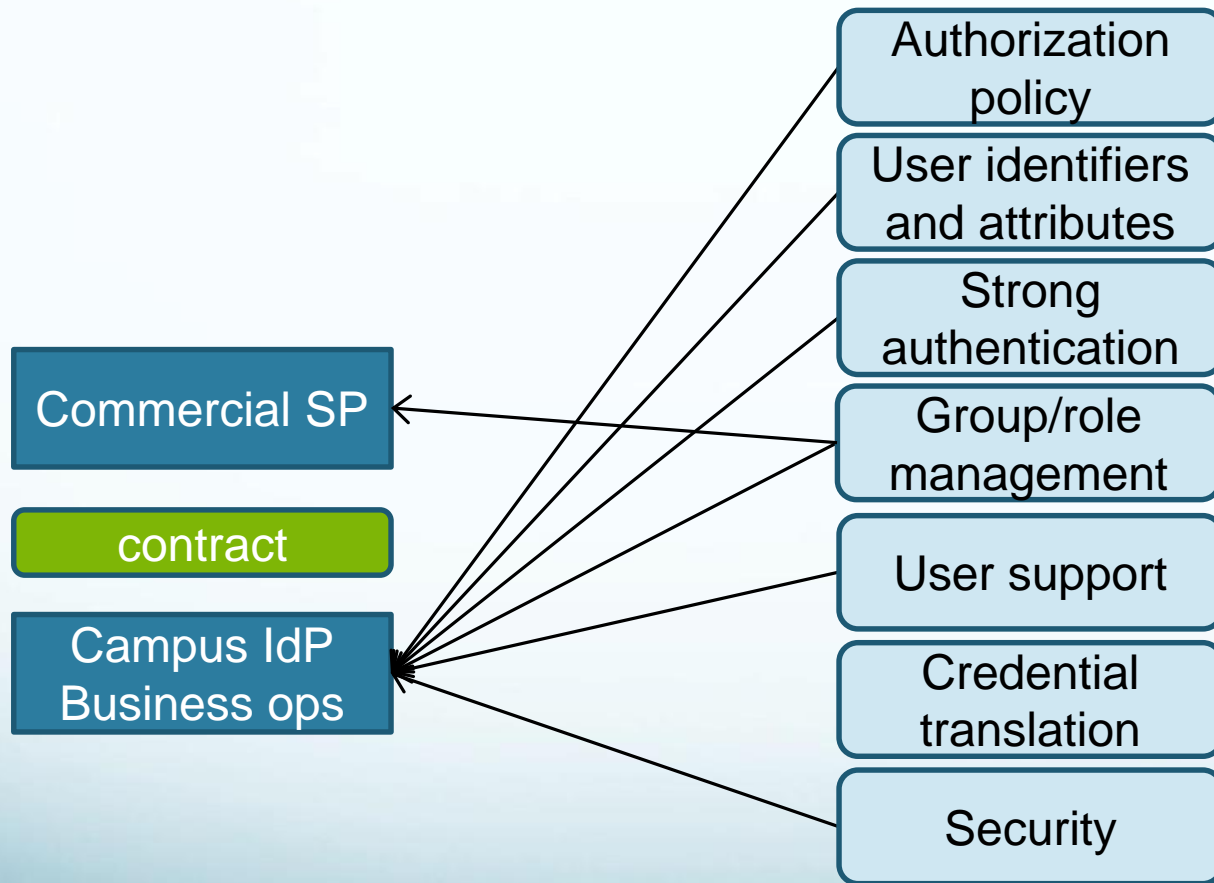 Commercial SP
contract
Campus IdP
Business ops
Authorization
policy
User identifiers
and attributes
Strong
authentication
Group/role
management
User support
Credential
translation
Security